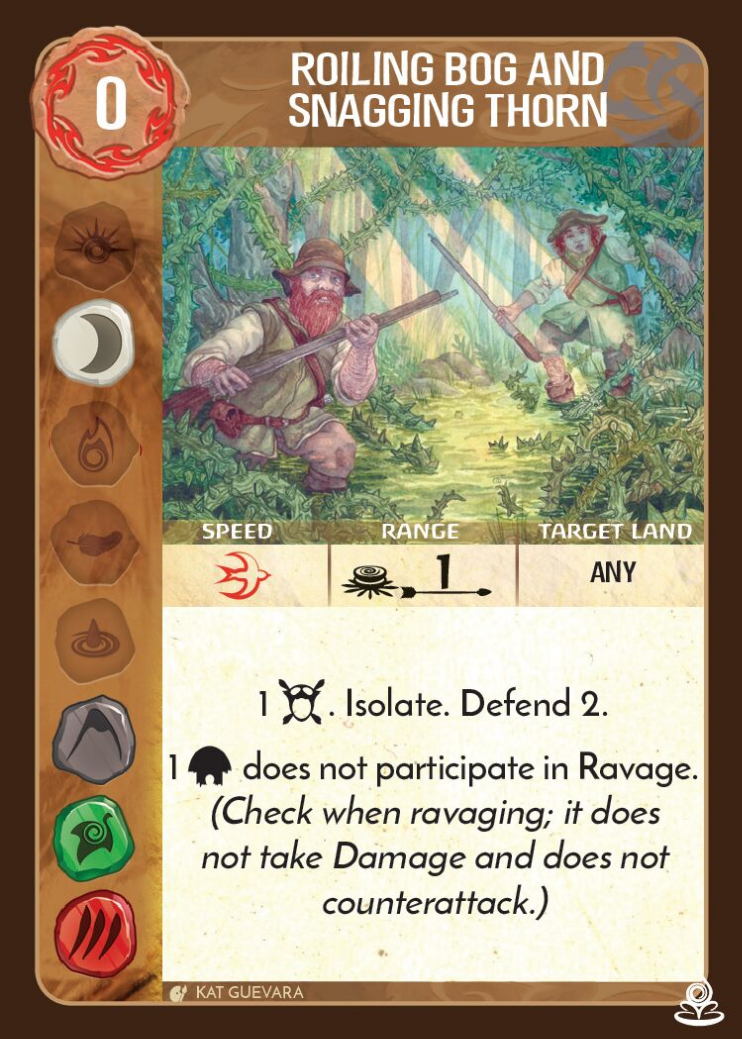 0
ROILING BOG AND
SNAGGING THORN
SPEED RANGE TARGET LAND
1 ANY
1 . Isolate. Defend 2.
1 does not participate in Ravage.
(Check when ravaging; it does
not take Damage and does not
counterattack.)
KAT GUEVARA